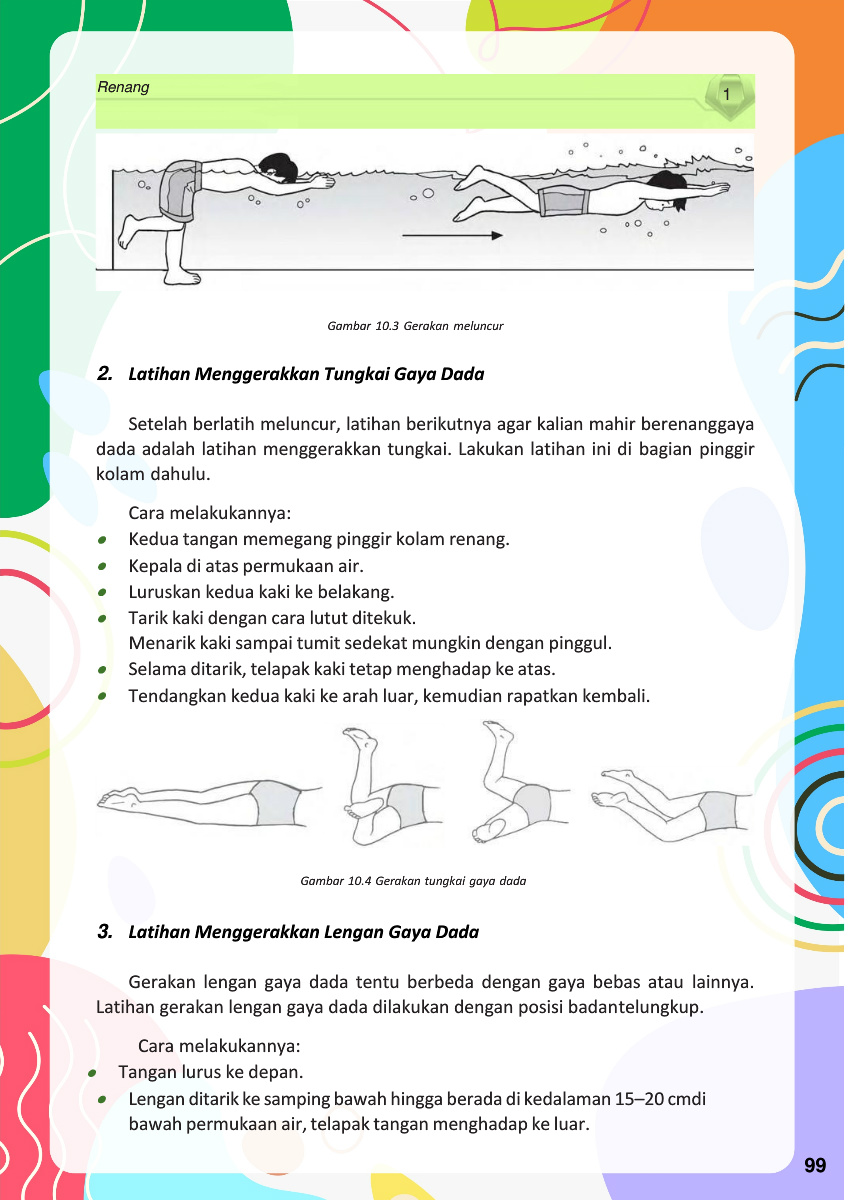 Renang
1
Gambar 10.3 Gerakan meluncur
2. Latihan Menggerakkan Tungkai Gaya Dada
Setelah berlatih meluncur, latihan berikutnya agar kalian mahir berenanggaya
dada adalah latihan menggerakkan tungkai. Lakukan latihan ini di bagian pinggir
kolam dahulu.
Cara melakukannya:
• Kedua tangan memegang pinggir kolam renang.
• Kepala di atas permukaan air.
• Luruskan kedua kaki ke belakang.
• Tarik kaki dengan cara lutut ditekuk.
Menarik kaki sampai tumit sedekat mungkin dengan pinggul.
• Selama ditarik, telapak kaki tetap menghadap ke atas.
• Tendangkan kedua kaki ke arah luar, kemudian rapatkan kembali.
Gambar 10.4 Gerakan tungkai gaya dada
3. Latihan Menggerakkan Lengan Gaya Dada
Gerakan lengan gaya dada tentu berbeda dengan gaya bebas atau lainnya.
Latihan gerakan lengan gaya dada dilakukan dengan posisi badantelungkup.
Cara melakukannya:
• Tangan lurus ke depan.
• Lengan ditarik ke samping bawah hingga berada di kedalaman 15–20 cmdi
bawah permukaan air, telapak tangan menghadap ke luar.
99